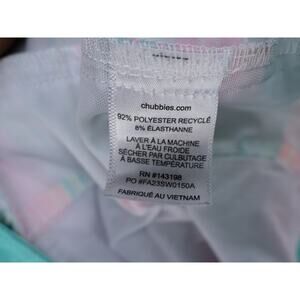 chubbies.com
92% POLYESTER RECYCLÉ
8% ÉLASTHANNE
LAVER À LA MACHINE
À L'EAU FROIDE
SÉCHER PAR CULBUTAGE
À BASSE TEMPÉRATURE
RN #143198
PO #FA23SW0150A
FABRIQUÉ AU VIETNAM